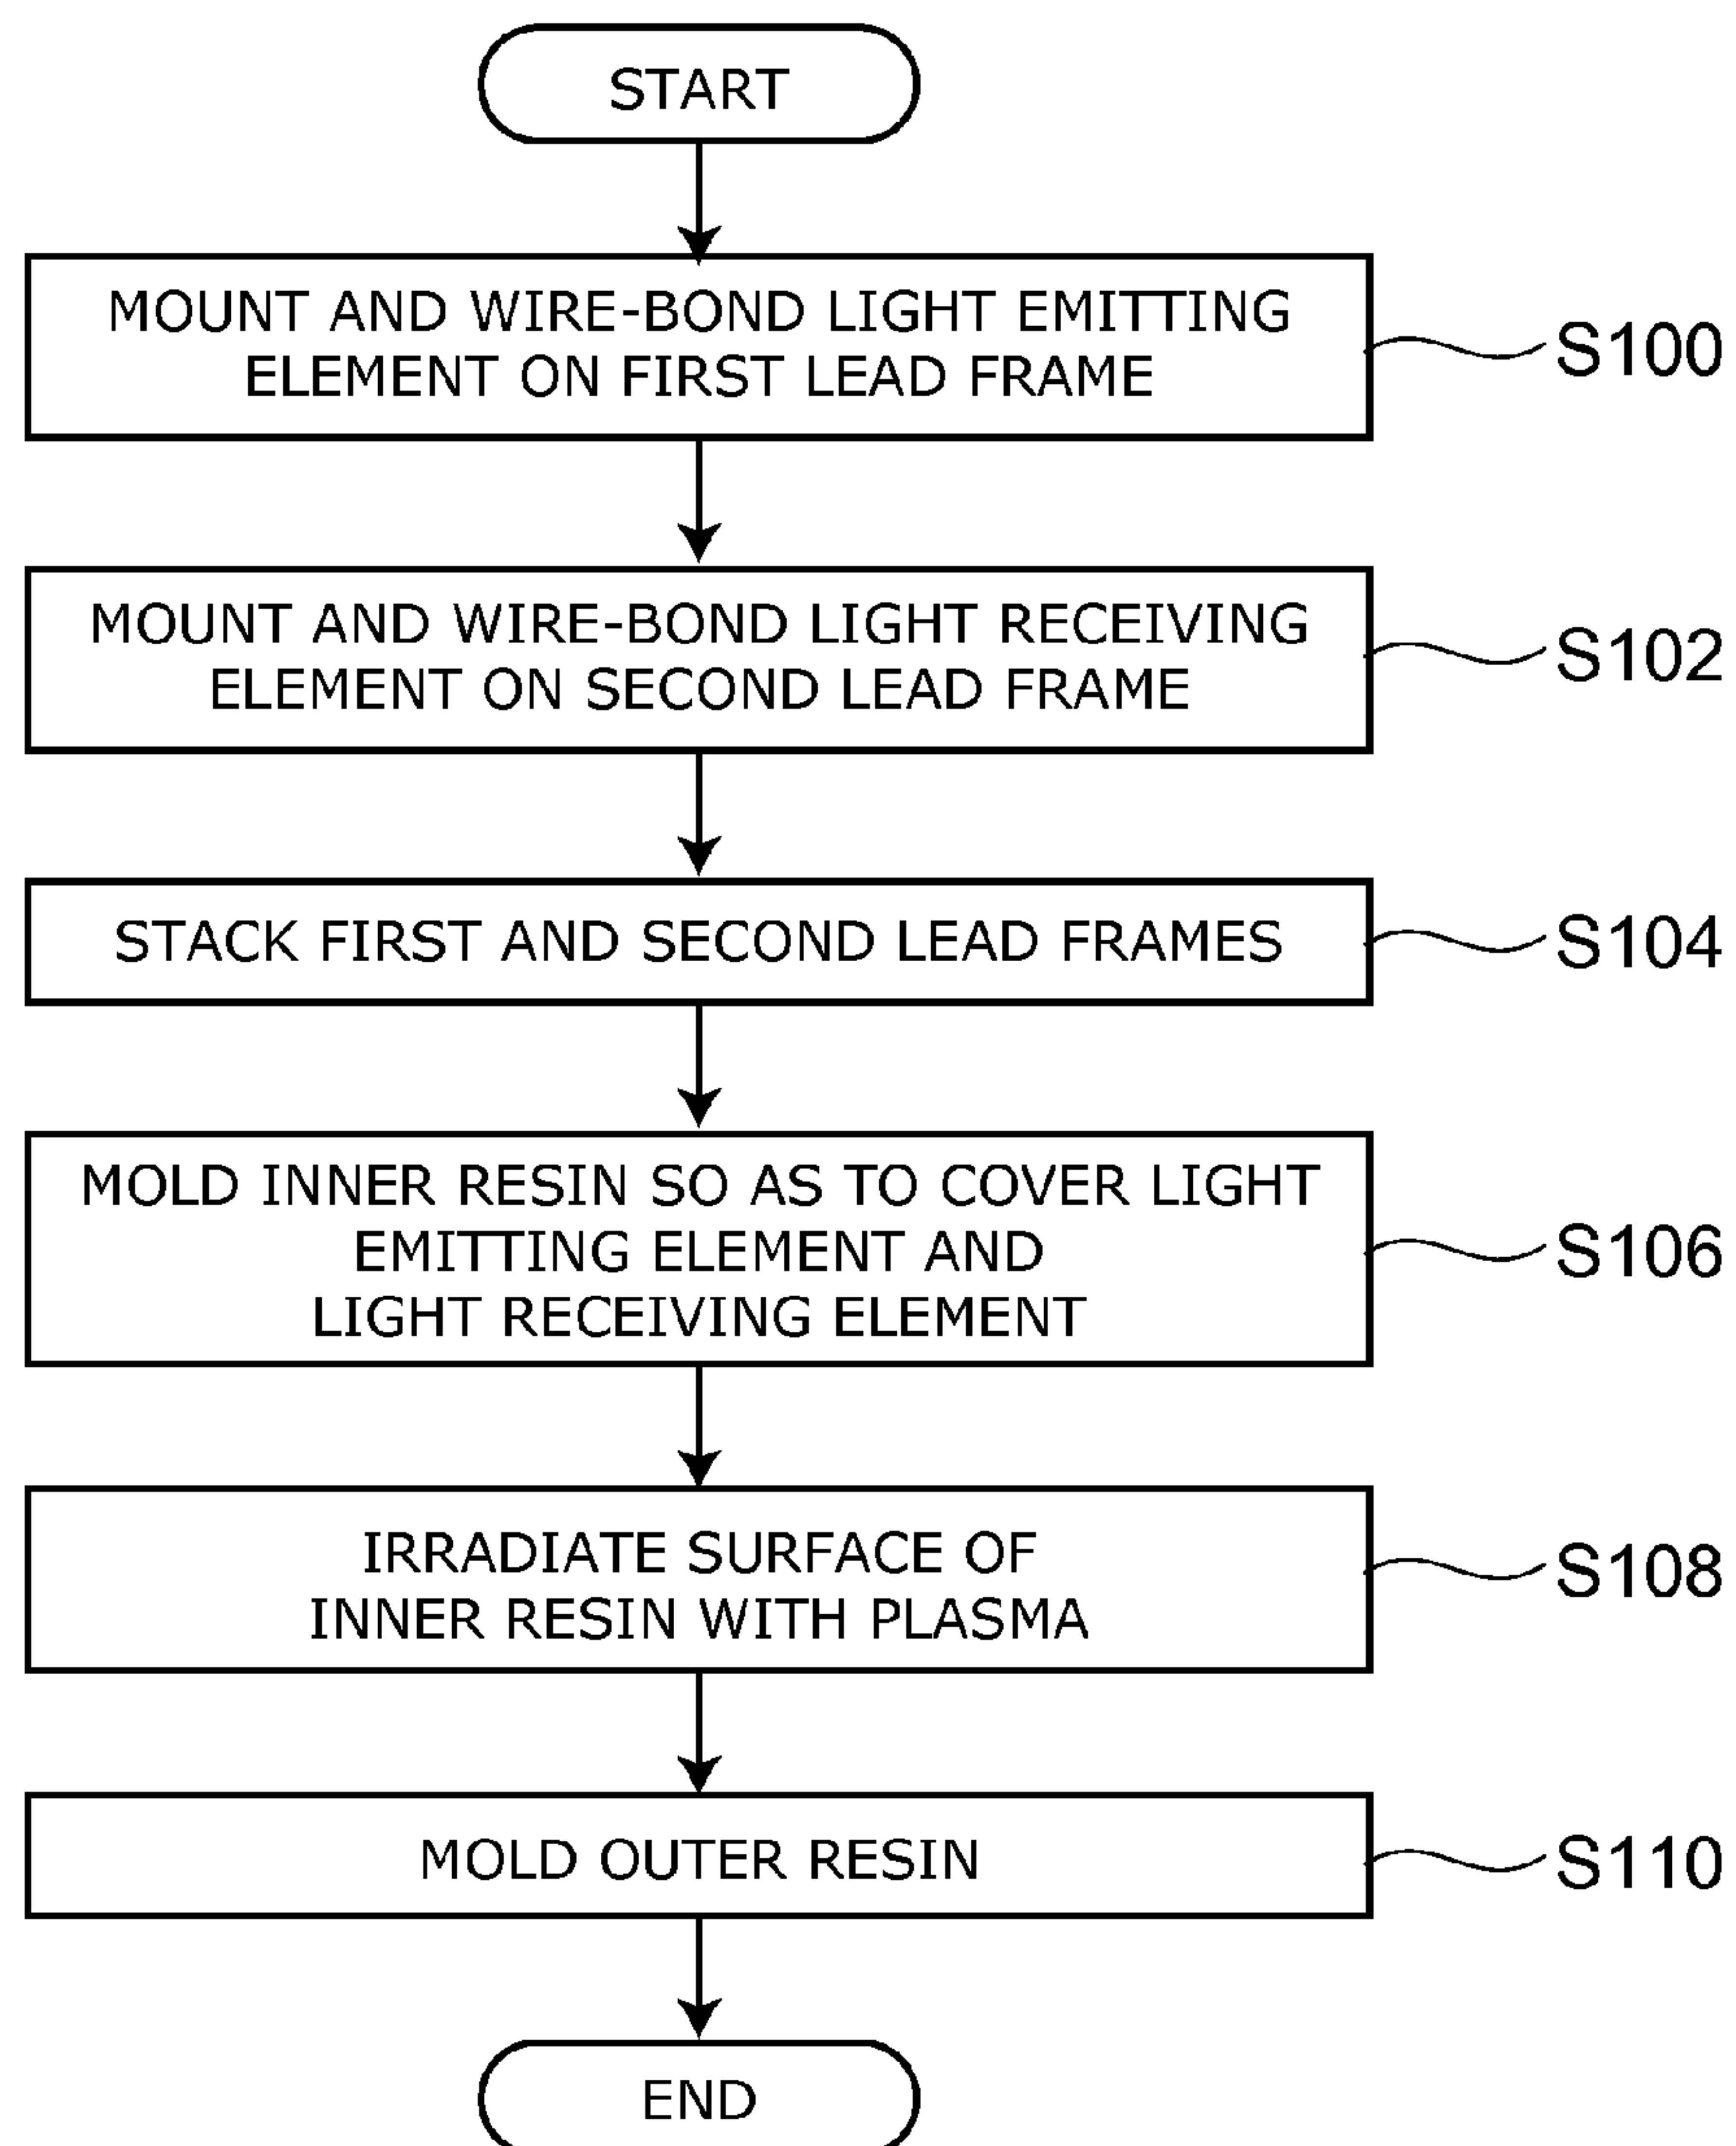 START
MOUNT AND WIRE-BOND LIGHT EMITTING
ELEMENT ON FIRST LEAD FRAME
S100
MOUNT AND WIRE-BOND LIGHT RECEIVING
ELEMENT ON SECOND LEAD FRAME
S102
STACK FIRST AND SECOND LEAD FRAMES
S104
MOLD INNER RESIN SO AS TO COVER LIGHT
EMITTING ELEMENT AND
LIGHT RECEIVING ELEMENT
S106
IRRADIATE SURFACE OF
INNER RESIN WITH PLASMA
S108
MOLD OUTER RESIN
S110
END